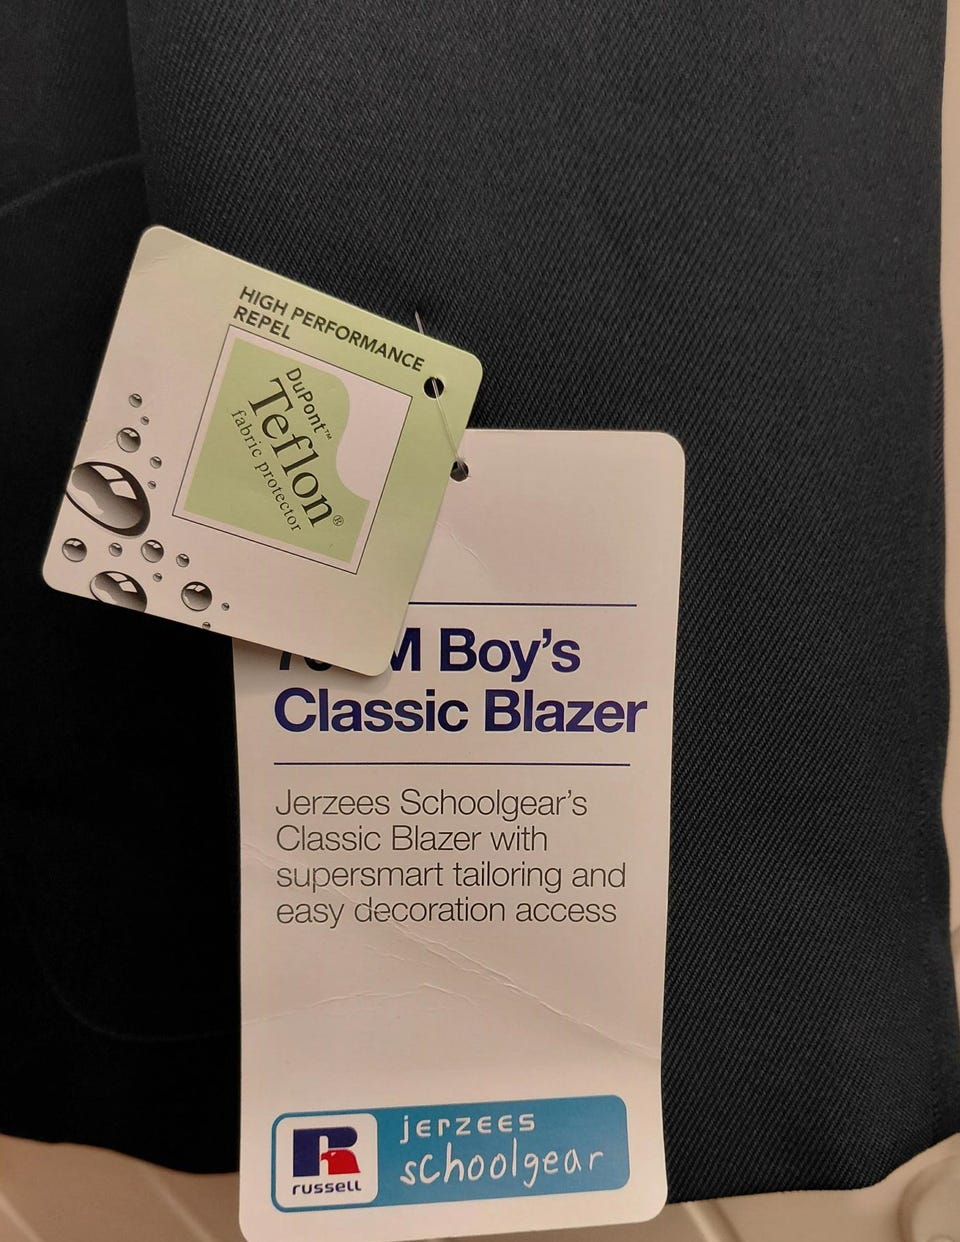 HIGH PERFORMANCE
REPEL
DuPont™
Teflon®
fabric protector
M Boy's
Classic Blazer
Jerzees Schoolgear's
Classic Blazer with
supersmart tailoring and
easy decoration access
R
russell
jerzees
schoolgear